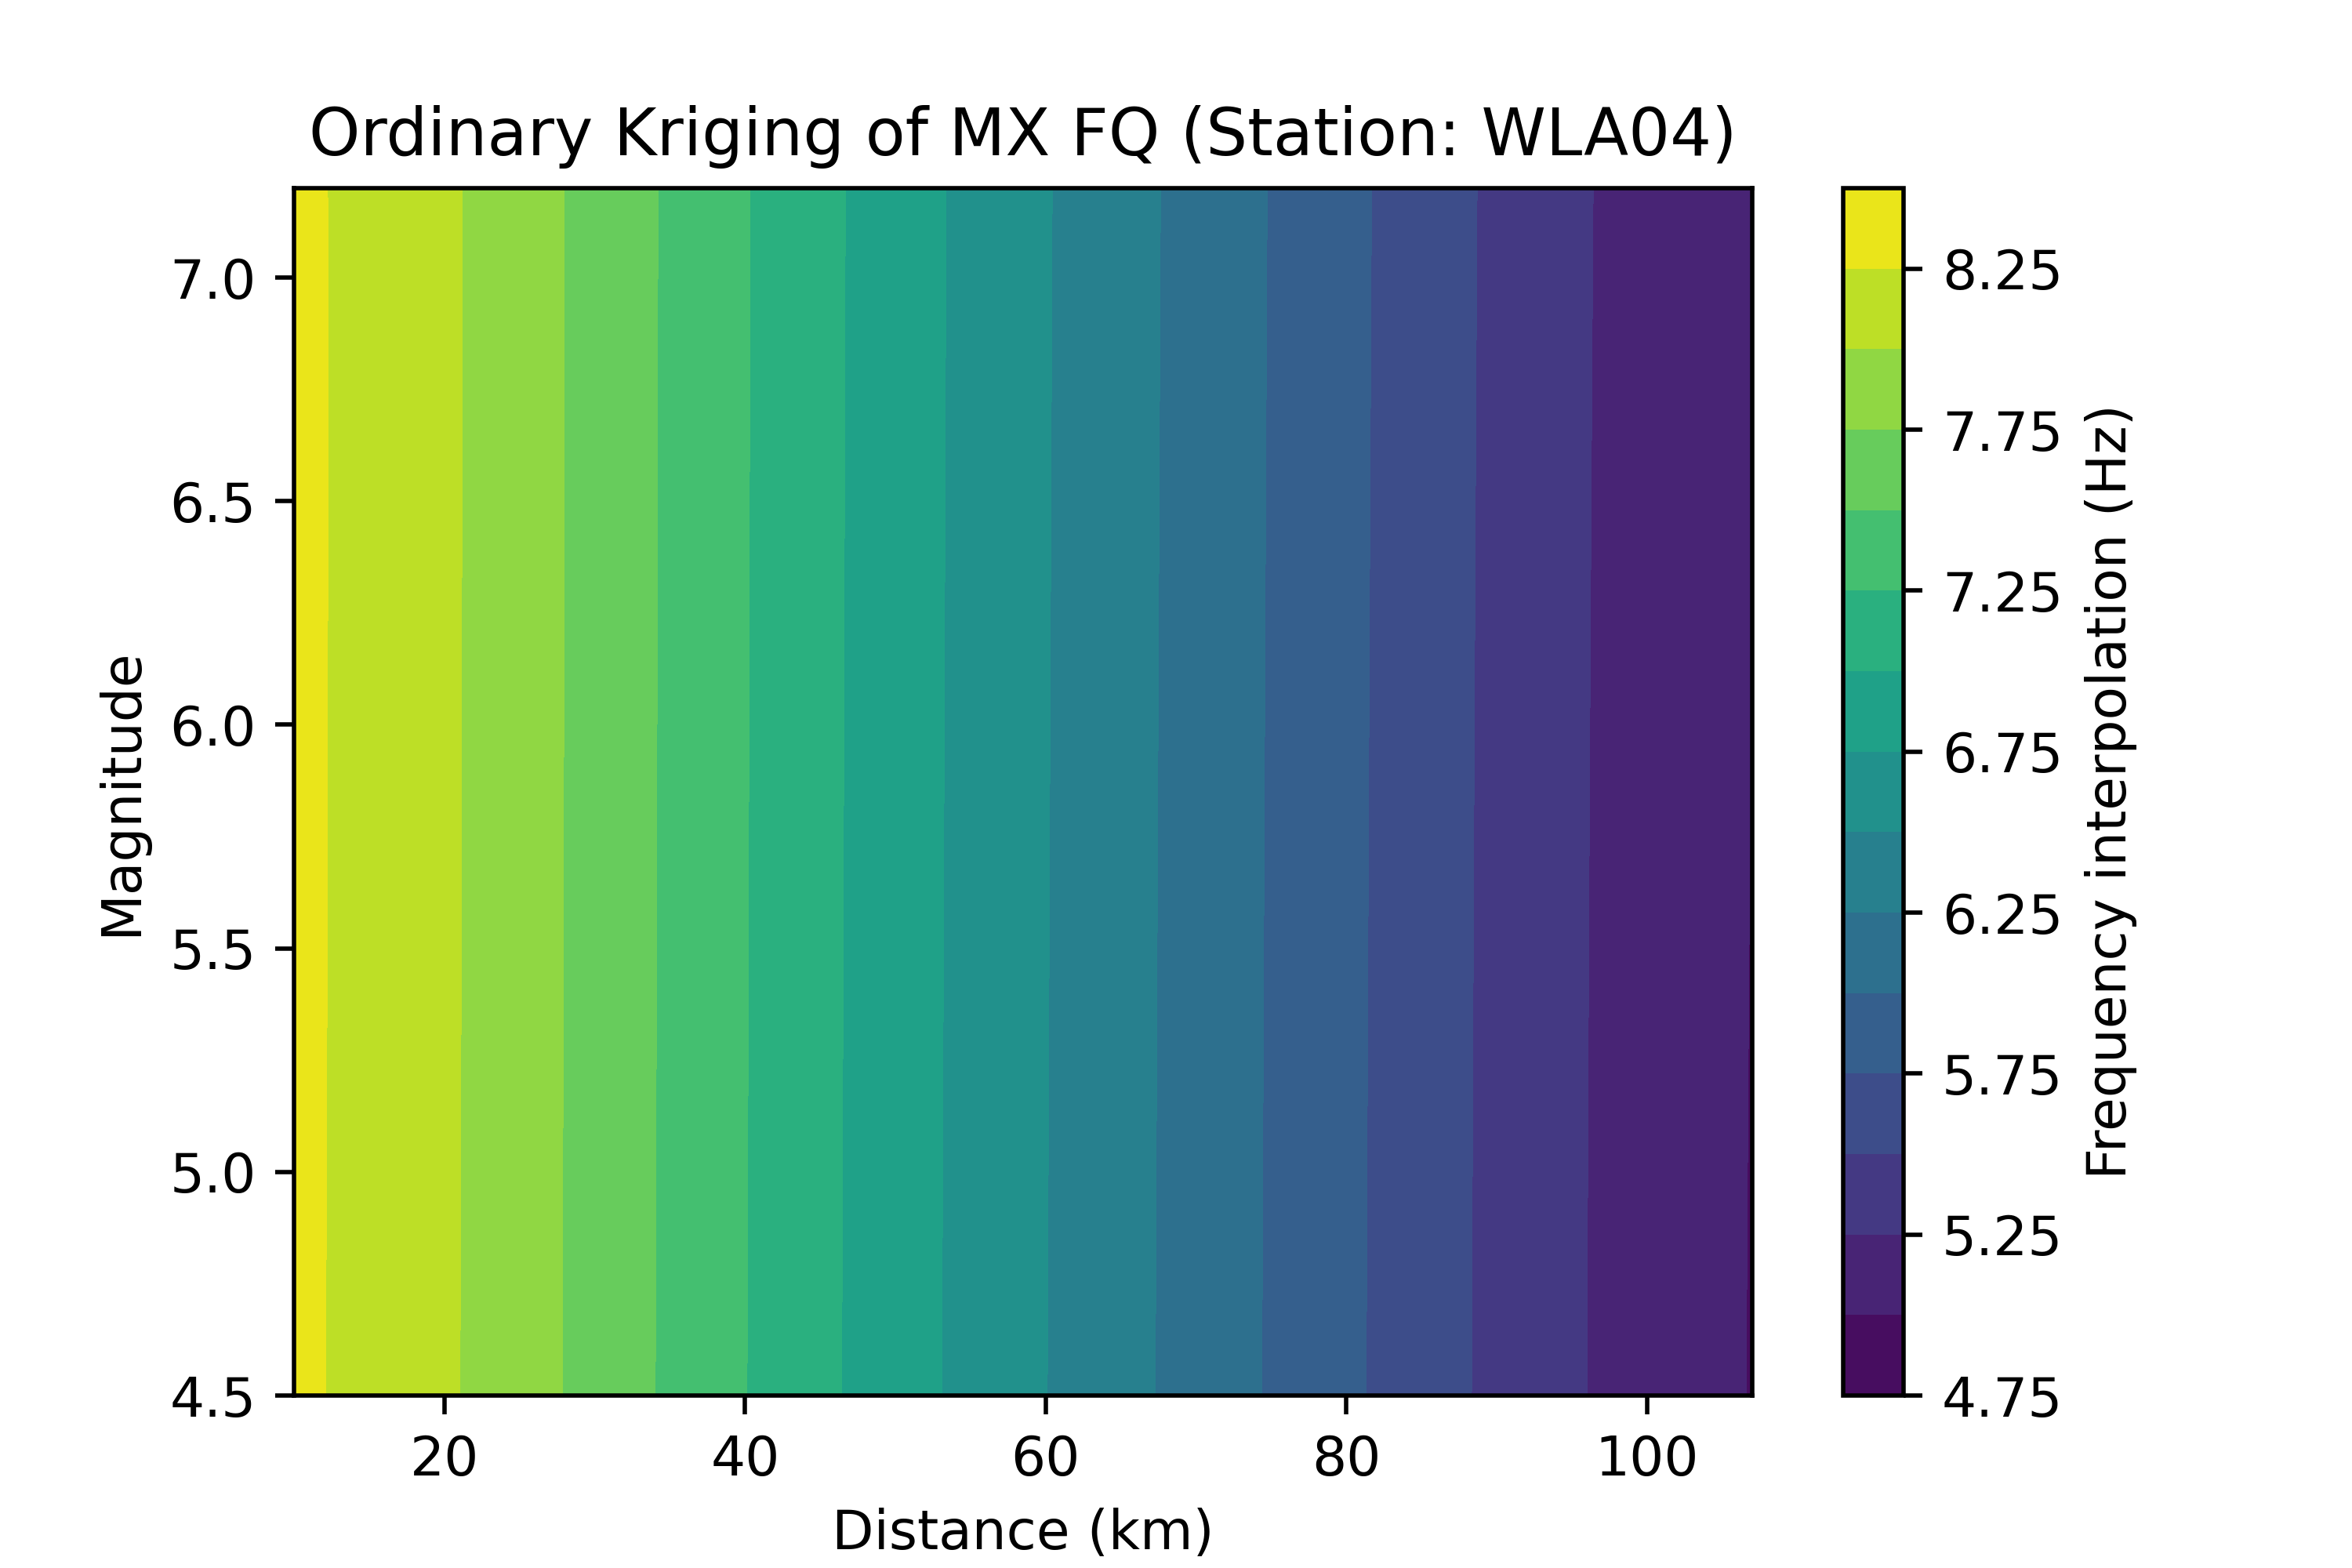 Ordinary Kriging of MX FQ (Station: WLA04)
7.0
6.5
6.0
5.5
5.0
4.5
Magnitude
20 40 60 80 100
Distance (km)
8.25
7.75
7.25
6.75
6.25
5.75
5.25
4.75
Frequency interpolation (Hz)